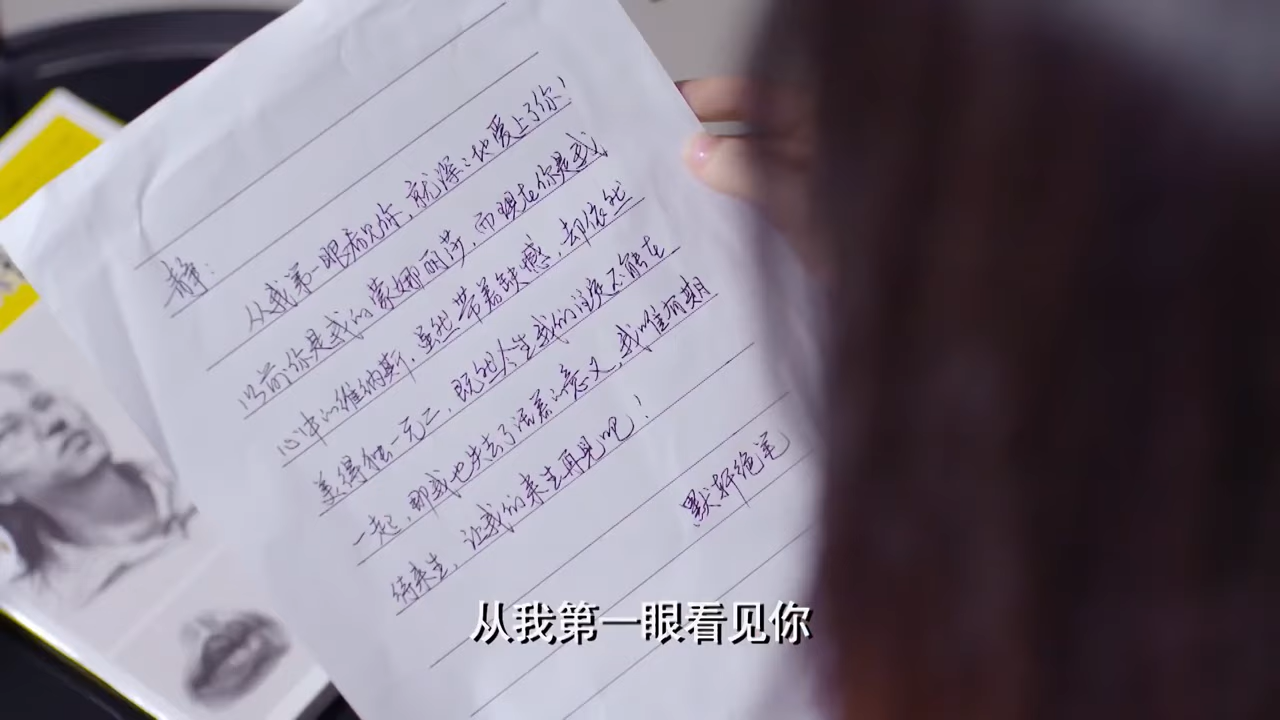 静:
从我第一眼看见你,就深深地爱上了你!
以前你是我的蒙娜丽莎,而现在你是我
心中的维纳斯,虽然带着缺憾,却依然
美得独一无二,既然今生我们注定不能在
一起,那我也失去了活着的意义,我唯有期
待来生,让我们来生再见吧!
默轩绝笔
从我第一眼看见你